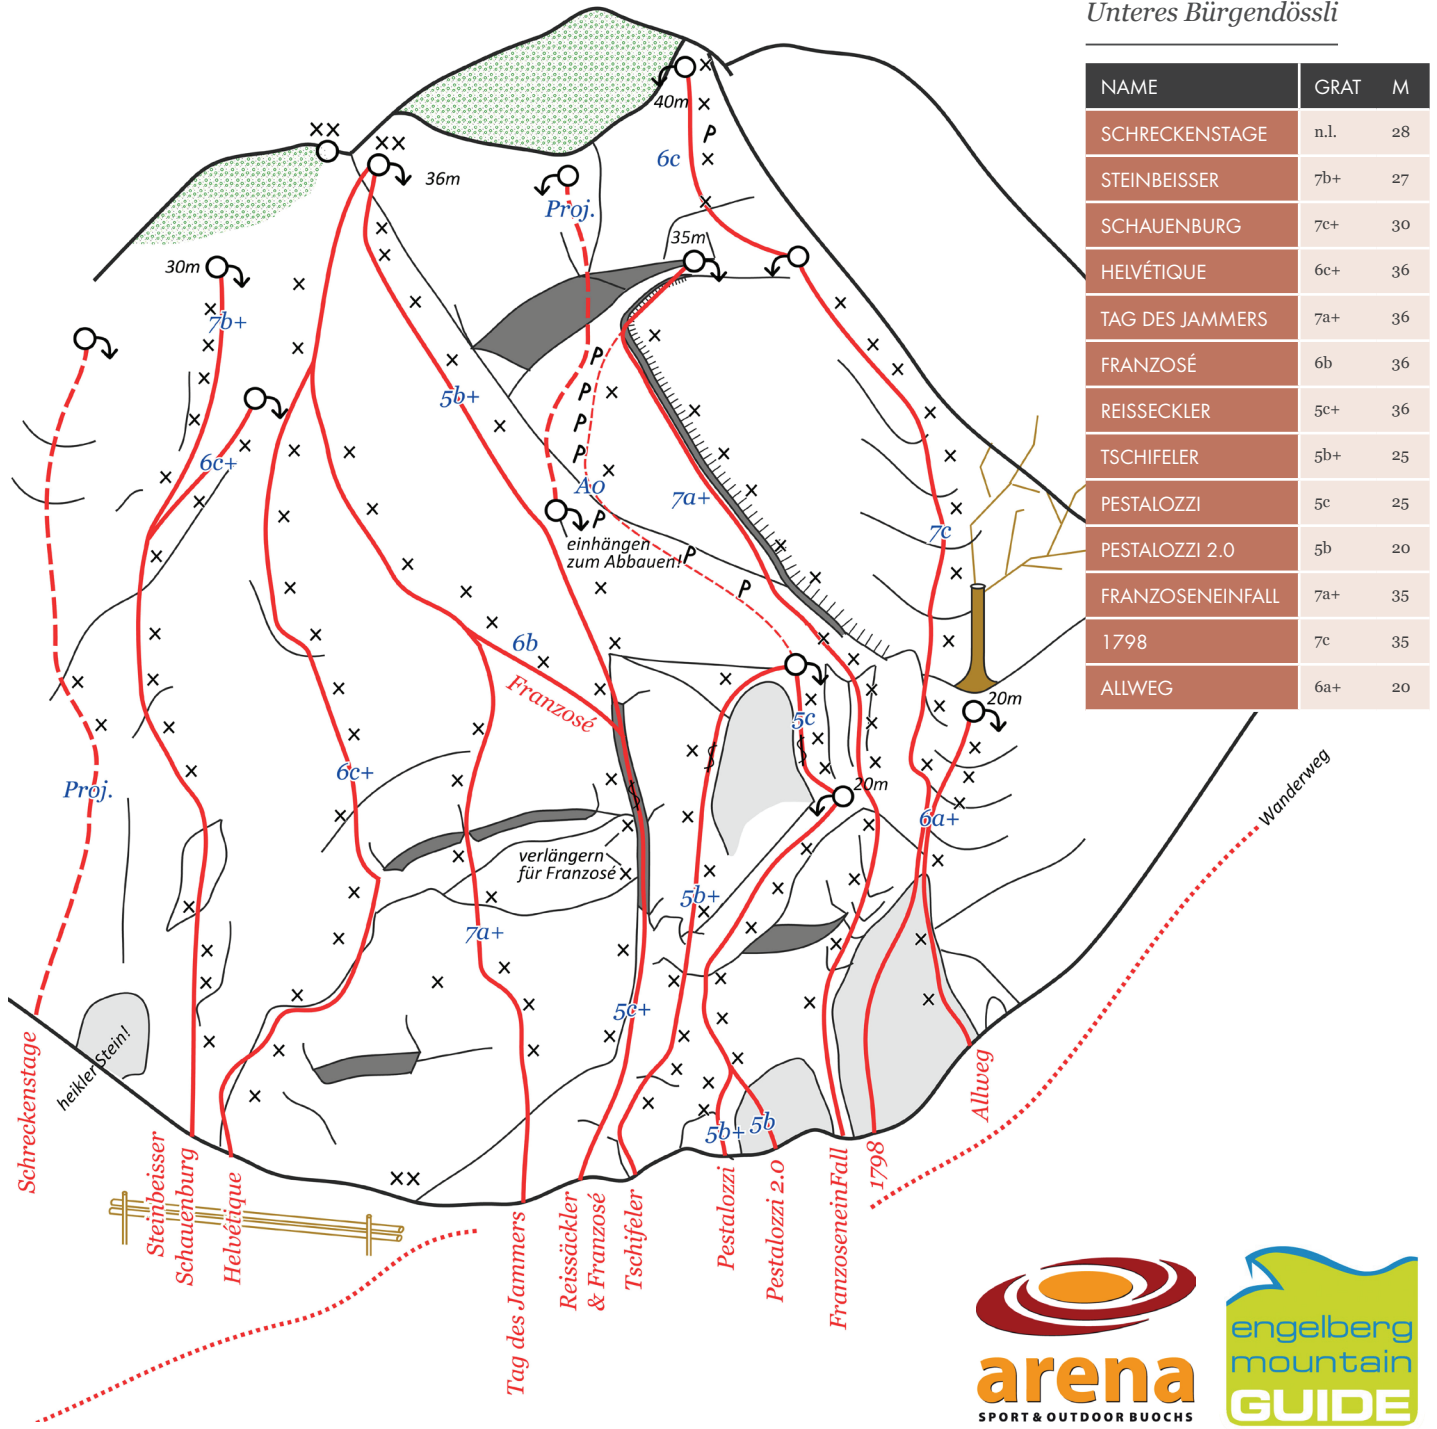 Unteres Bürgendössli
NAME GRAT M
SCHRECKENSTAGE n.l. 28
STEINBEISSER 7b+ 27
SCHAUENBURG 7c+ 30
HELVÉTIQUE 6c+ 36
TAG DES JAMMERS 7a+ 36
FRANZOSÉ 6b 36
REISSECKLER 5c+ 36
TSCHIFELER 5b+ 25
PESTALOZZI 5c 25
PESTALOZZI 2.0 5b 20
FRANZOSENEINFALL 7a+ 35
1798 7c 35
ALLWEG 6a+ 20
40m
6c
36m
Proj.
35m
30m
7b+
5b+
6c+
A0
7a+
7c
P
P
P
P
P
P
P
P
einhängen
zum Abbauen!
6b
Franzosé
20m
5c
6c+
Proj.
20m
6a+
Wanderweg
verlängern
für Franzosé
5b+
7a+
5c+
heikler Stein!
5b+
5b
Schreckenstage
Steinbeisser
Schauenburg
Helvétique
Tag des Jammers
Reissäckler
& Franzosé
Tschifeler
Pestalozzi
Pestalozzi 2.0
FranzoseneinFall
1798
Allweg
arena
SPORT & OUTDOOR BUOCHS
engelberg
mountain
GUIDE